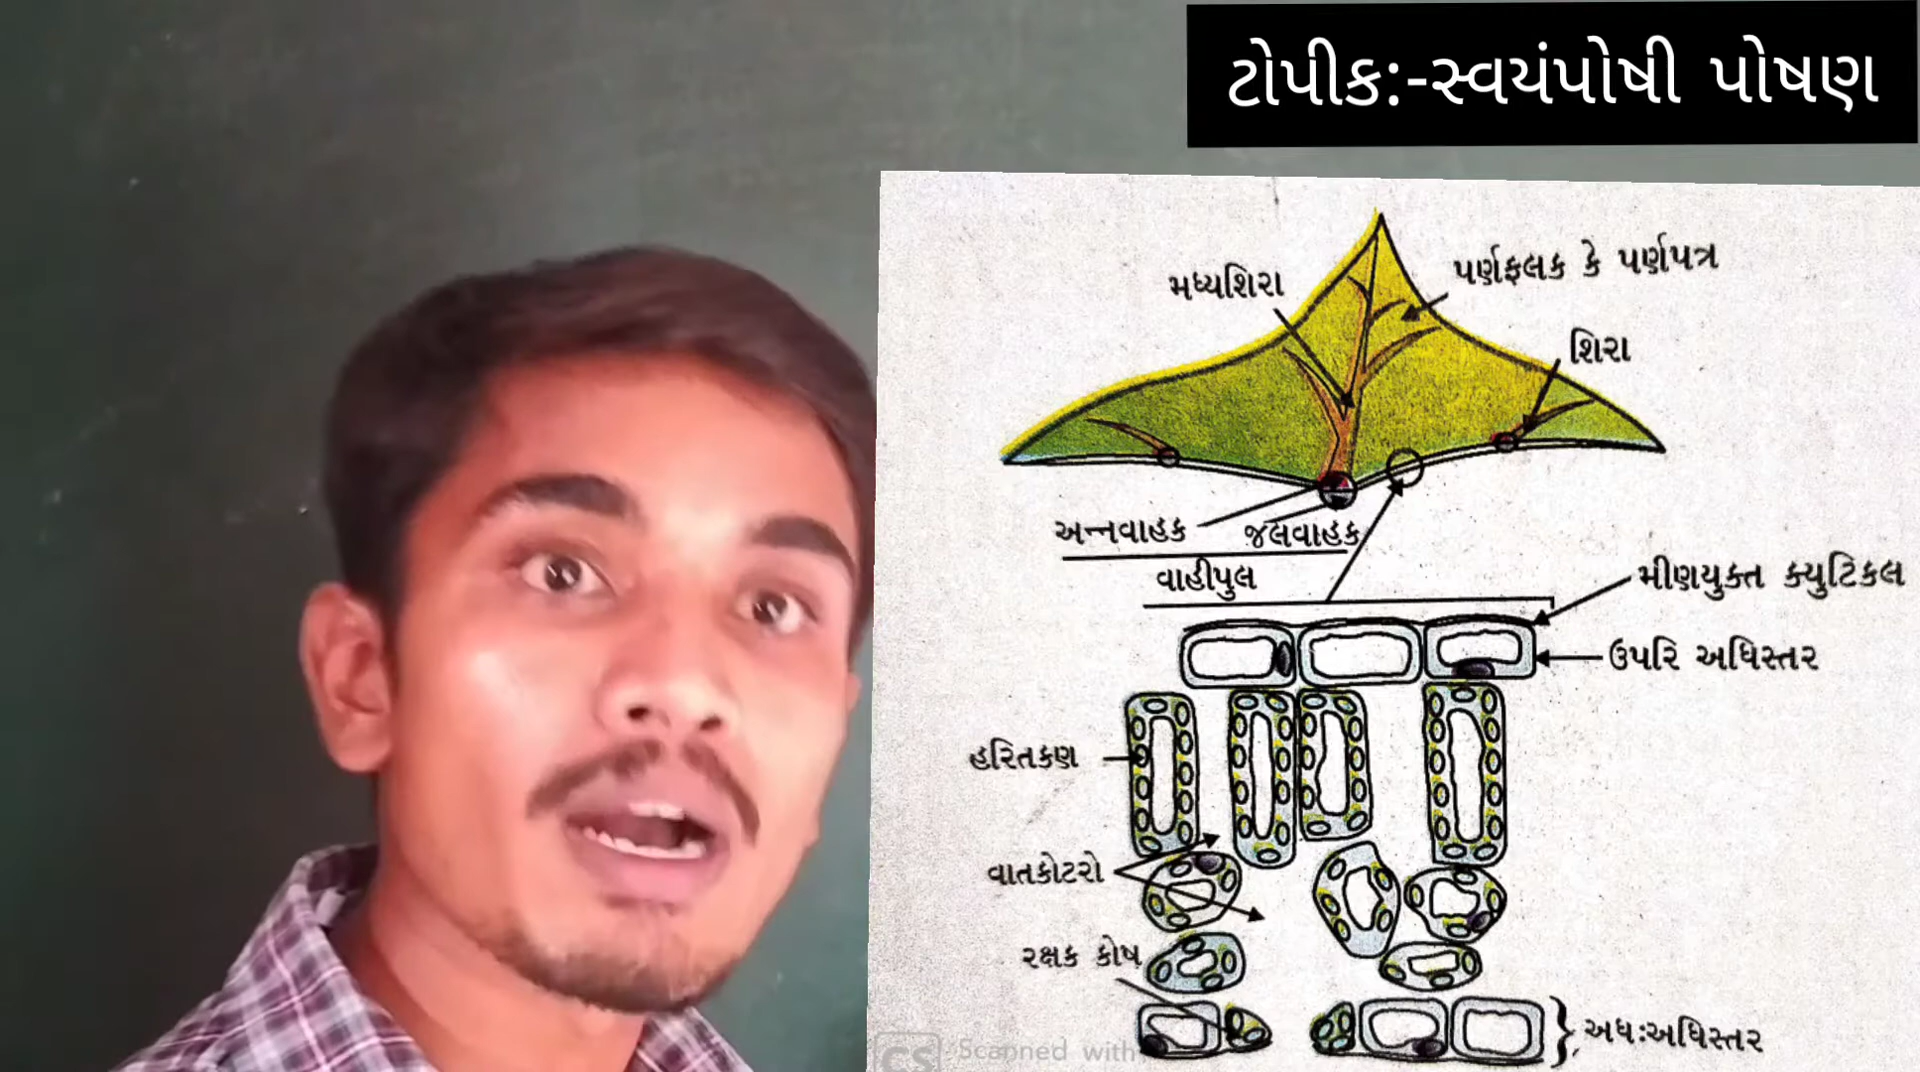 ટોપીક:-સ્વયંપોષી પોષણ
મધ્યશિરા
પર્ણફલક કે પર્ણપત્ર
શિરા
અન્નવાહક
જલવાહક
વાહીપુલ
મીણયુક્ત ક્યુટિકલ
ઉપરિ અધિસ્તર
હરિતકણ
વાતકોટરો
રક્ષક કોષ
અધ:અધિસ્તર
CS Scanned with